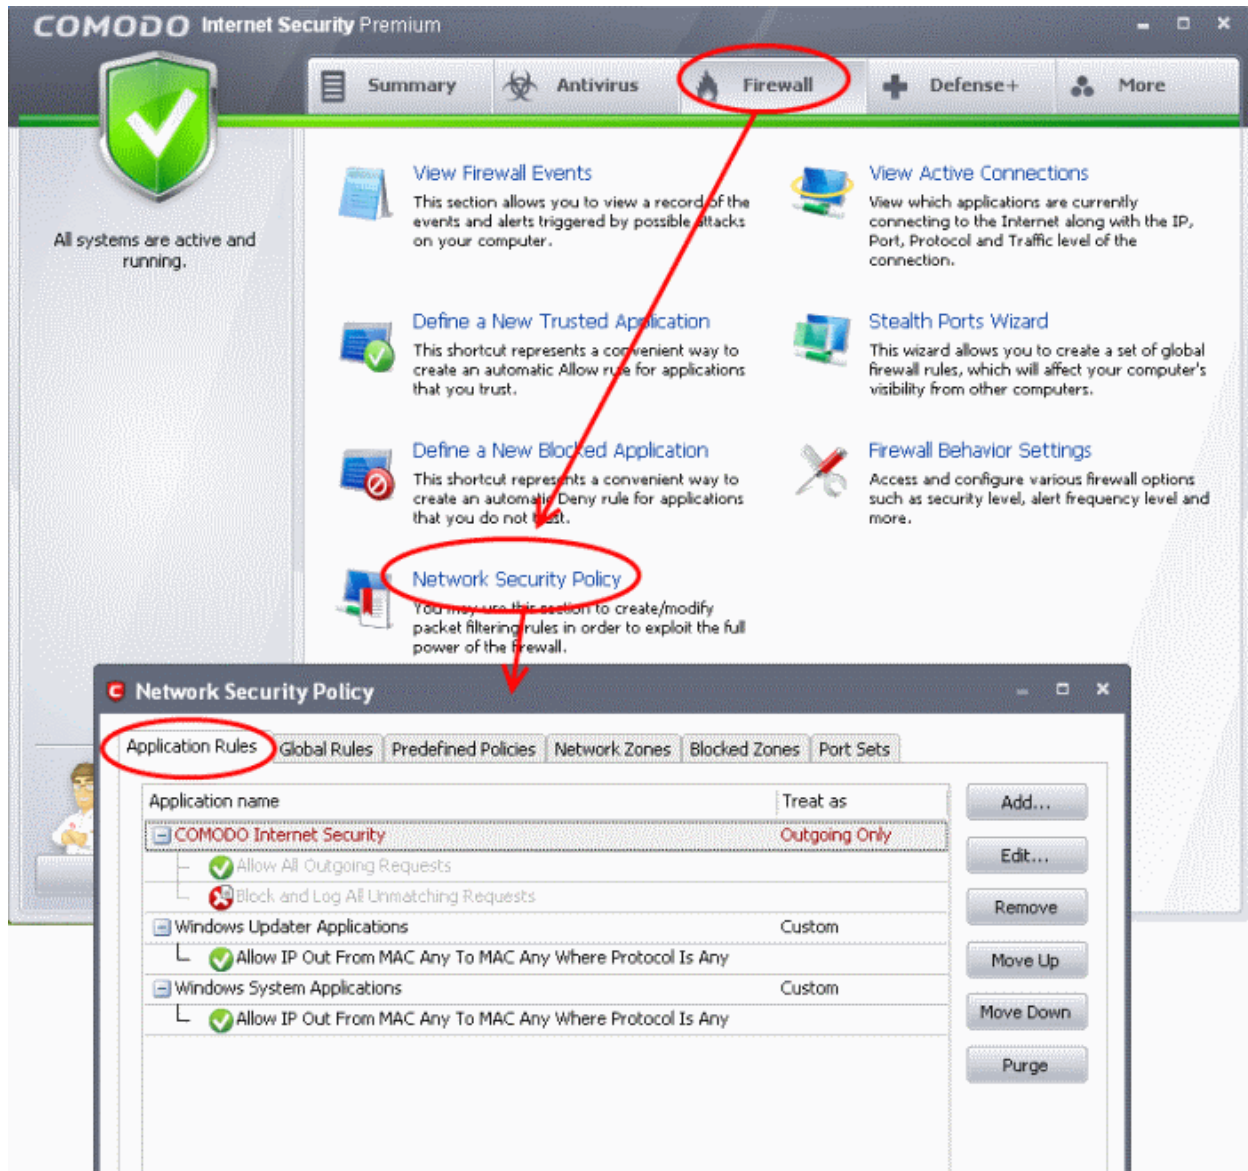 COMODO Internet Security Premium
Summary
Antivirus
Firewall
Defense+
More
All systems are active and
running.
View Firewall Events
This section allows you to view a record of the
events and alerts triggered by possible attacks
on your computer.
View Active Connections
View which applications are currently
connecting to the Internet along with the IP,
Port, Protocol and Traffic level of the
connection.
Define a New Trusted Application
This shortcut represents a convenient way to
create an automatic Allow rule for applications
that you trust.
Stealth Ports Wizard
This wizard allows you to create a set of global
firewall rules, which will affect your computer's
visibility from other computers.
Define a New Blocked Application
This shortcut represents a convenient way to
create an automatic Deny rule for applications
that you do not trust.
Firewall Behavior Settings
Access and configure various firewall options
such as security level, alert frequency level and
more.
Network Security Policy
You may use this section to create/modify
packet filtering rules in order to exploit the full
power of the firewall.
C Network Security Policy
Application Rules
Global Rules
Predefined Policies
Network Zones
Blocked Zones
Port Sets
Application name
Treat as
COMODO Internet Security
Outgoing Only
Allow All Outgoing Requests
Block and Log All Unmatching Requests
Windows Updater Applications
Custom
Allow IP Out From MAC Any To MAC Any Where Protocol Is Any
Windows System Applications
Custom
Allow IP Out From MAC Any To MAC Any Where Protocol Is Any
Add...
Edit...
Remove
Move Up
Move Down
Purge